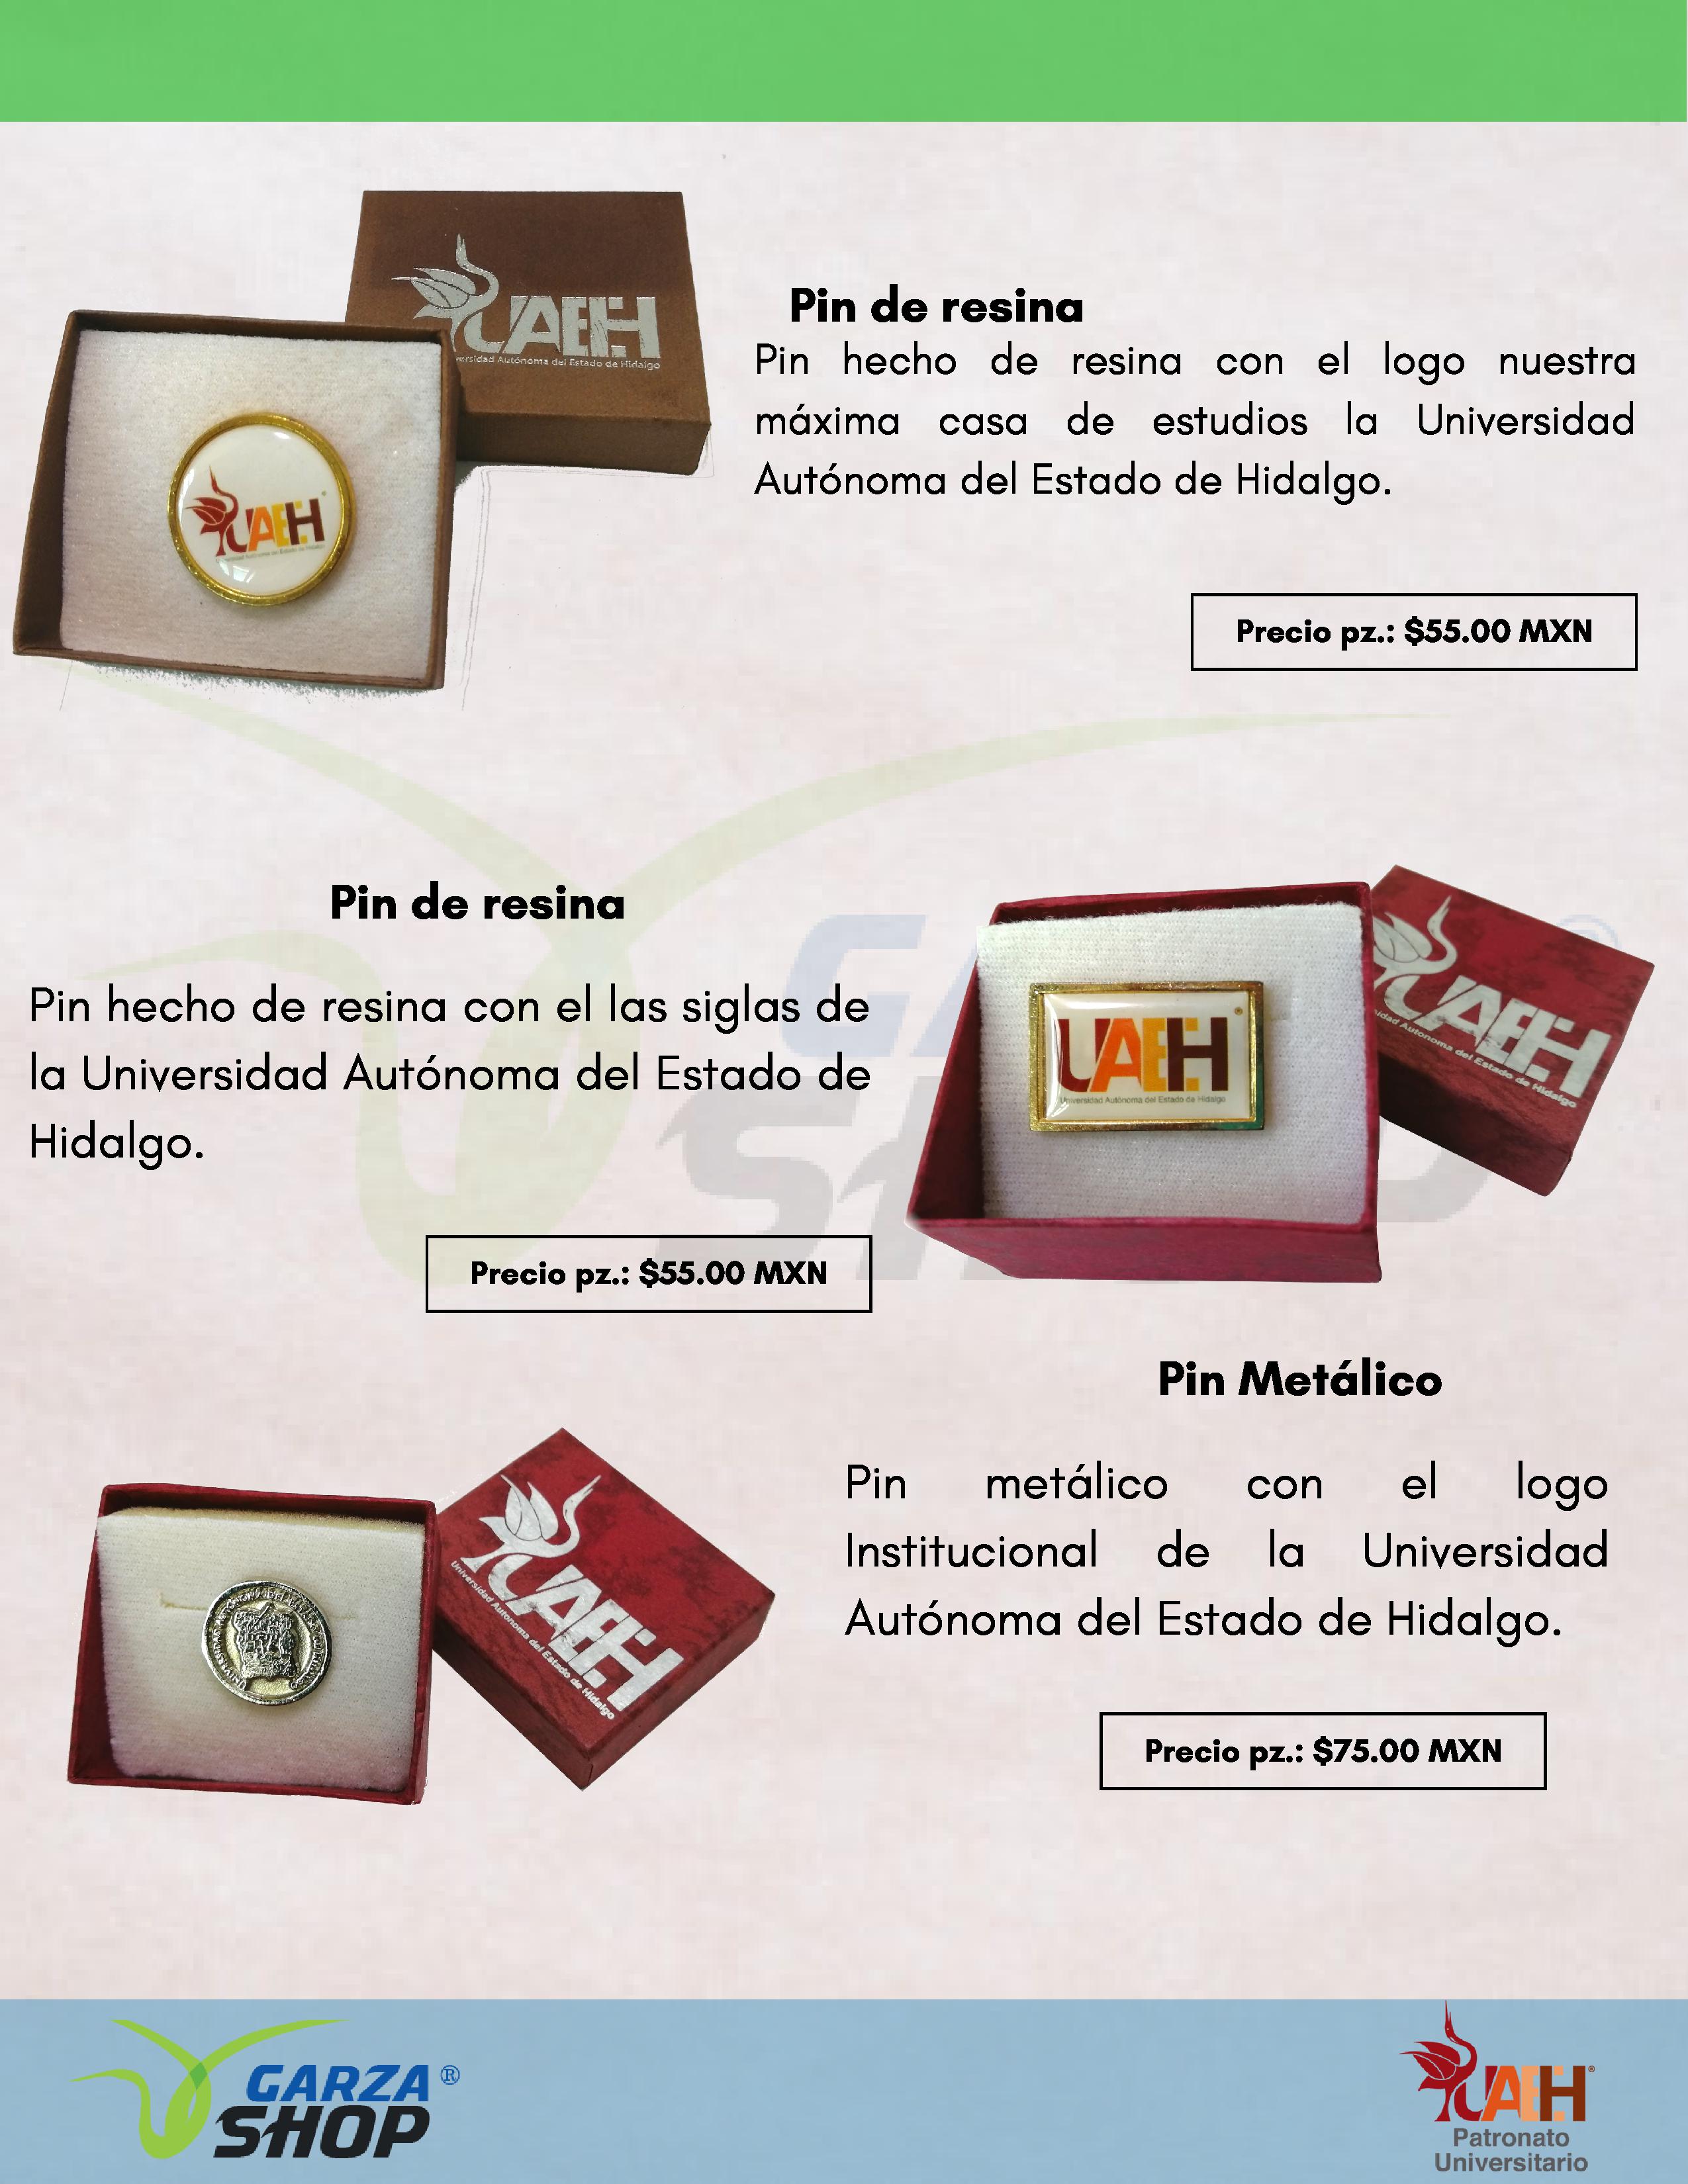 UAEH
Universidad Autónoma del Estado de Hidalgo
UAEH
Pin de resina
Pin hecho de resina con el logo nuestra
máxima casa de estudios la Universidad
Autónoma del Estado de Hidalgo.
Precio pz.: $55.00 MXN
Pin de resina
Pin hecho de resina con el las siglas de
la Universidad Autónoma del Estado de
Hidalgo.
Precio pz.: $55.00 MXN
UAEH®
Universidad Autónoma del Estado de Hidalgo
UAEH
Autonoma del Estado de Hidalgo
Pin Metálico
Pin metálico con el logo
Institucional de la Universidad
Autónoma del Estado de Hidalgo.
Precio pz.: $75.00 MXN
UAEH
Universidad Autonoma del Estado de Hidalgo
GARZA®
SHOP
UAEH®
Patronato
Universitario